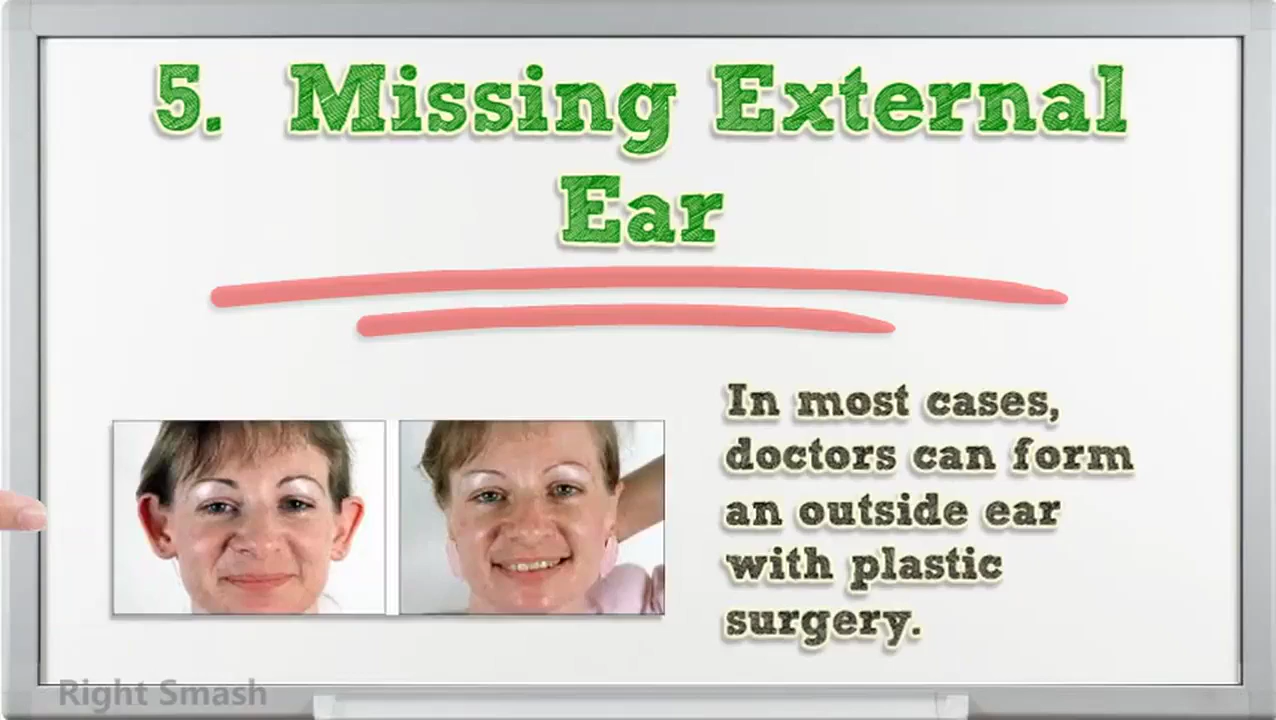 5. Missing External
Ear
In most cases,
doctors can form
an outside ear
with plastic
surgery.
Right Smash